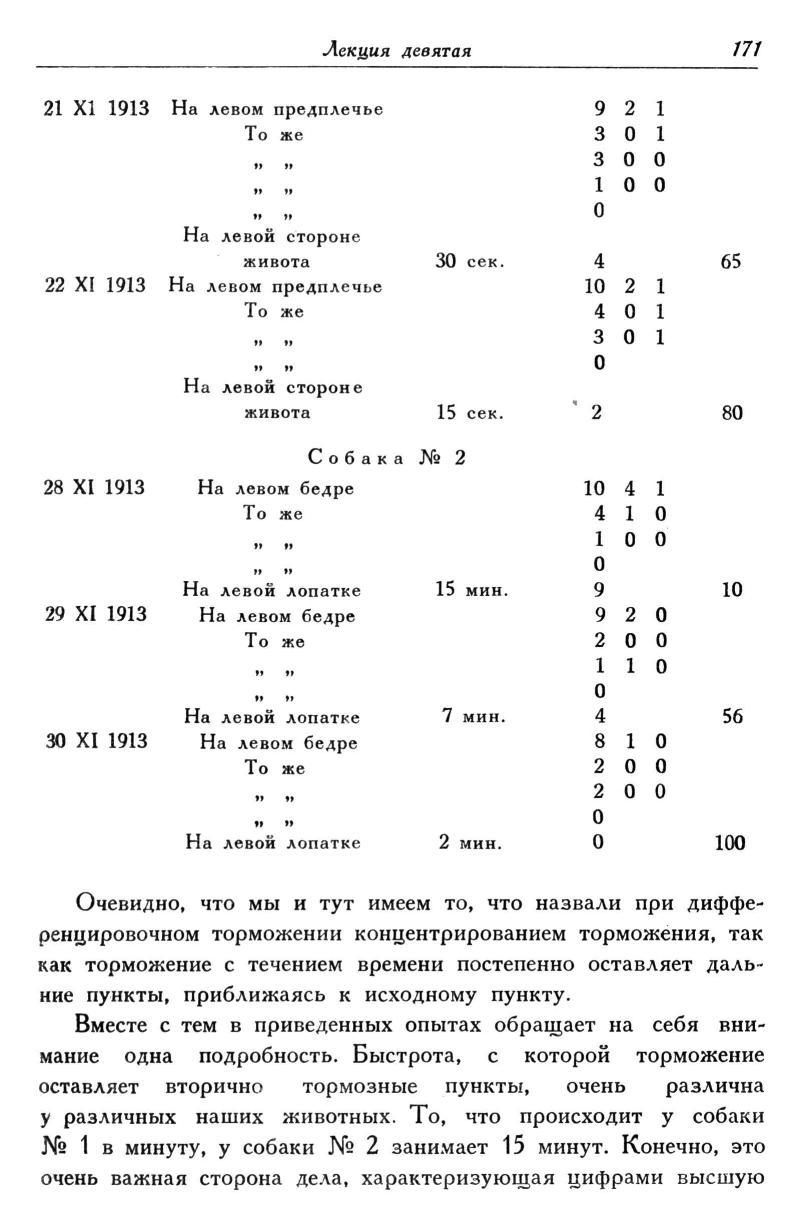 Лекция девятая 171
21 X1 1913 На левом предплечье 9 2 1
То же 3 0 1
„ „ 3 0 0
„ „ 1 0 0
„ „ 0
На левой стороне
живота 30 сек. 4 65
22 XI 1913 На левом предплечье 10 2 1
То же 4 0 1
„ „ 3 0 1
„ „ 0
На левой стороне
живота 15 сек. 2 80
Собака № 2
28 XI 1913 На левом бедре 10 4 1
То же 4 1 0
„ „ 1 0 0
„ „ 0
На левой лопатке 15 мин. 9 10
29 XI 1913 На левом бедре 9 2 0
То же 2 0 0
„ „ 1 1 0
„ „ 0
На левой лопатке 7 мин. 4 56
30 XI 1913 На левом бедре 8 1 0
То же 2 0 0
„ „ 2 0 0
„ „ 0
На левой лопатке 2 мин. 0 100
Очевидно, что мы и тут имеем то, что назвали при диффе-
ренцировочном торможении концентрированием торможения, так
как торможение с течением времени постепенно оставляет даль-
ние пункты, приближаясь к исходному пункту.
Вместе с тем в приведенных опытах обращает на себя вни-
мание одна подробность. Быстрота, с которой торможение
оставляет вторично тормозные пункты, очень различна
у различных наших животных. То, что происходит у собаки
№ 1 в минуту, у собаки № 2 занимает 15 минут. Конечно, это
очень важная сторона дела, характеризующая цифрами высшую